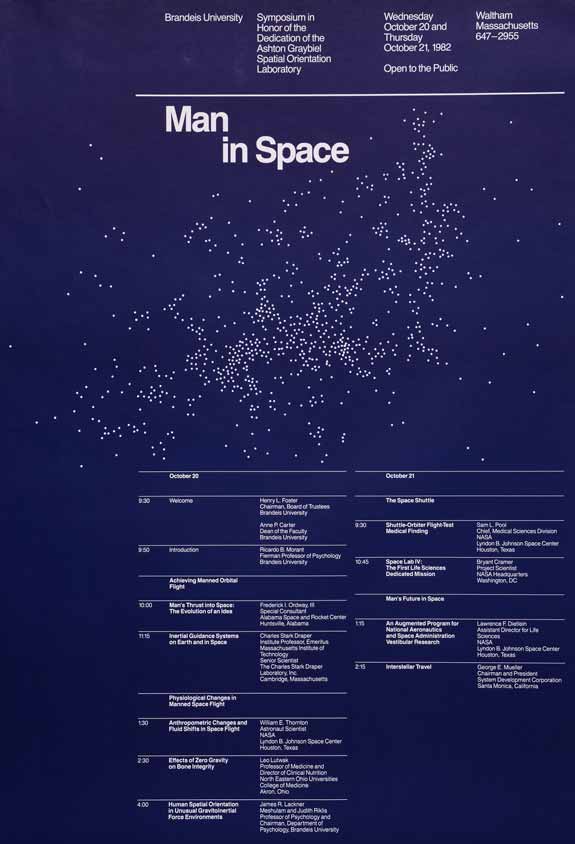 Brandeis University
Symposium in
Honor of the
Dedication of the
Ashton Graybiel
Spatial Orientation
Laboratory
Wednesday
October 20 and
Thursday
October 21, 1982
Open to the Public
Waltham
Massachusetts
647–2955
Man
in Space
October 20
9:30
Welcome
Henry L. Foster
Chairman, Board of Trustees
Brandeis University
Anne P. Carter
Dean of the Faculty
Brandeis University
9:50
Introduction
Ricardo B. Morant
Fierman Professor of Psychology
Brandeis University
Achieving Manned Orbital
Flight
10:00
Man's Thrust into Space:
The Evolution of an Idea
Frederick I. Ordway, III
Special Consultant
Alabama Space and Rocket Center
Huntsville, Alabama
11:15
Inertial Guidance Systems
on Earth and in Space
Charles Stark Draper
Institute Professor, Emeritus
Massachusetts Institute of
Technology
Senior Scientist
The Charles Stark Draper
Laboratory, Inc.
Cambridge, Massachusetts
Physiological Changes in
Manned Space Flight
1:30
Anthropometric Changes and
Fluid Shifts in Space Flight
William E. Thornton
Astronaut Scientist
NASA
Lyndon B. Johnson Space Center
Houston, Texas
2:30
Effects of Zero Gravity
on Bone Integrity
Leo Lutwak
Professor of Medicine and
Director of Clinical Nutrition
North Eastern Ohio Universities
College of Medicine
Akron, Ohio
4:00
Human Spatial Orientation
in Unusual Gravitoinertial
Force Environments
James R. Lackner
Meshulam and Judith Riklis
Professor of Psychology and
Chairman, Department of
Psychology, Brandeis University
October 21
The Space Shuttle
9:30
Shuttle-Orbiter Flight-Test
Medical Finding
Sam L. Pool
Chief, Medical Sciences Division
NASA
Lyndon B. Johnson Space Center
Houston, Texas
10:45
Space Lab IV:
The First Life Sciences
Dedicated Mission
Bryant Cramer
Project Scientist
NASA Headquarters
Washington, DC
Man's Future in Space
1:15
An Augmented Program for
National Aeronautics
and Space Administration
Vestibular Research
Lawrence F. Dietlein
Assistant Director for Life
Sciences
NASA
Lyndon B. Johnson Space Center
Houston, Texas
2:15
Interstellar Travel
George E. Mueller
Chairman and President
System Development Corporation
Santa Monica, California